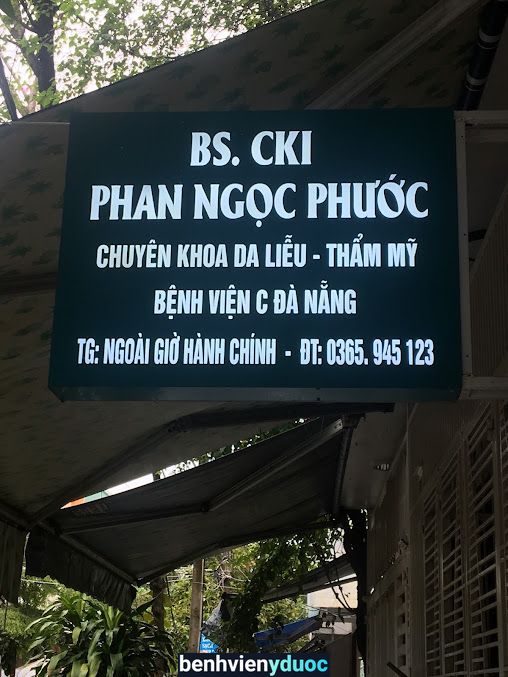 BS. CKI
PHAN NGỌC PHƯỚC
CHUYÊN KHOA DA LIỄU - THẨM MỸ
BỆNH VIỆN C ĐÀ NẴNG
TG: NGOÀI GIỜ HÀNH CHÍNH - ĐT: 0365. 945 123
benhvienyduoc